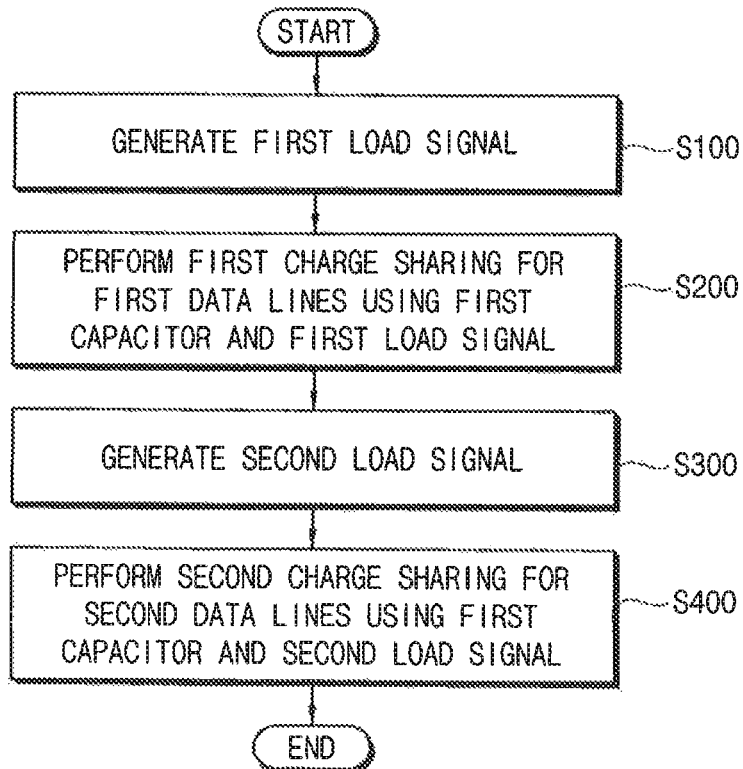 START
GENERATE FIRST LOAD SIGNAL
S100
PERFORM FIRST CHARGE SHARING FOR
FIRST DATA LINES USING FIRST
CAPACITOR AND FIRST LOAD SIGNAL
S200
GENERATE SECOND LOAD SIGNAL
S300
PERFORM SECOND CHARGE SHARING FOR
SECOND DATA LINES USING FIRST
CAPACITOR AND SECOND LOAD SIGNAL
S400
END